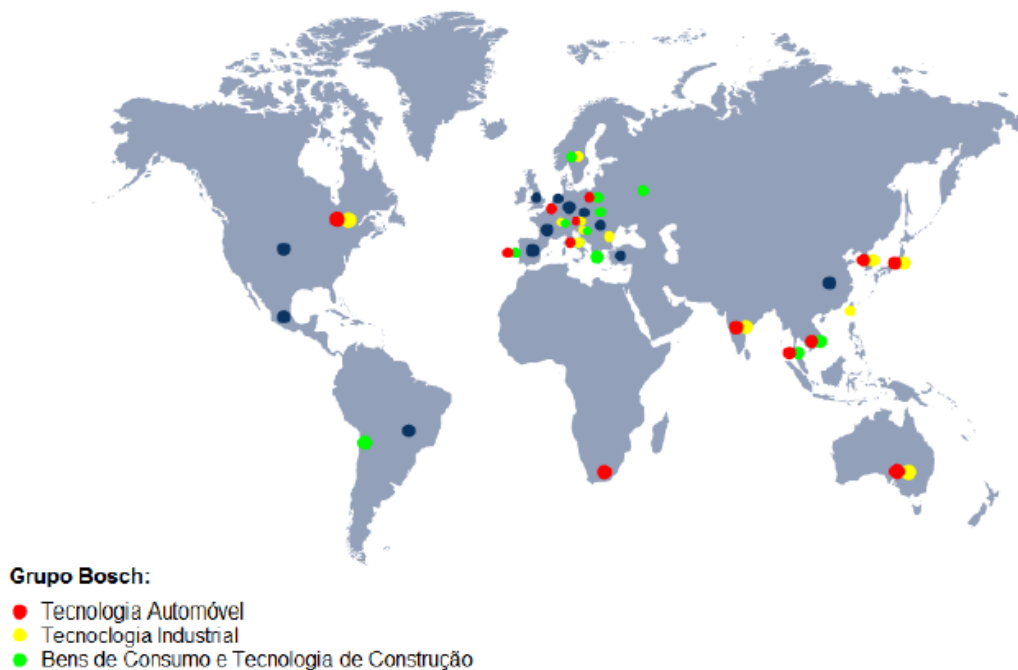 Grupo Bosch:
Tecnologia Automóvel
Tecnoclogia Industrial
Bens de Consumo e Tecnologia de Construção